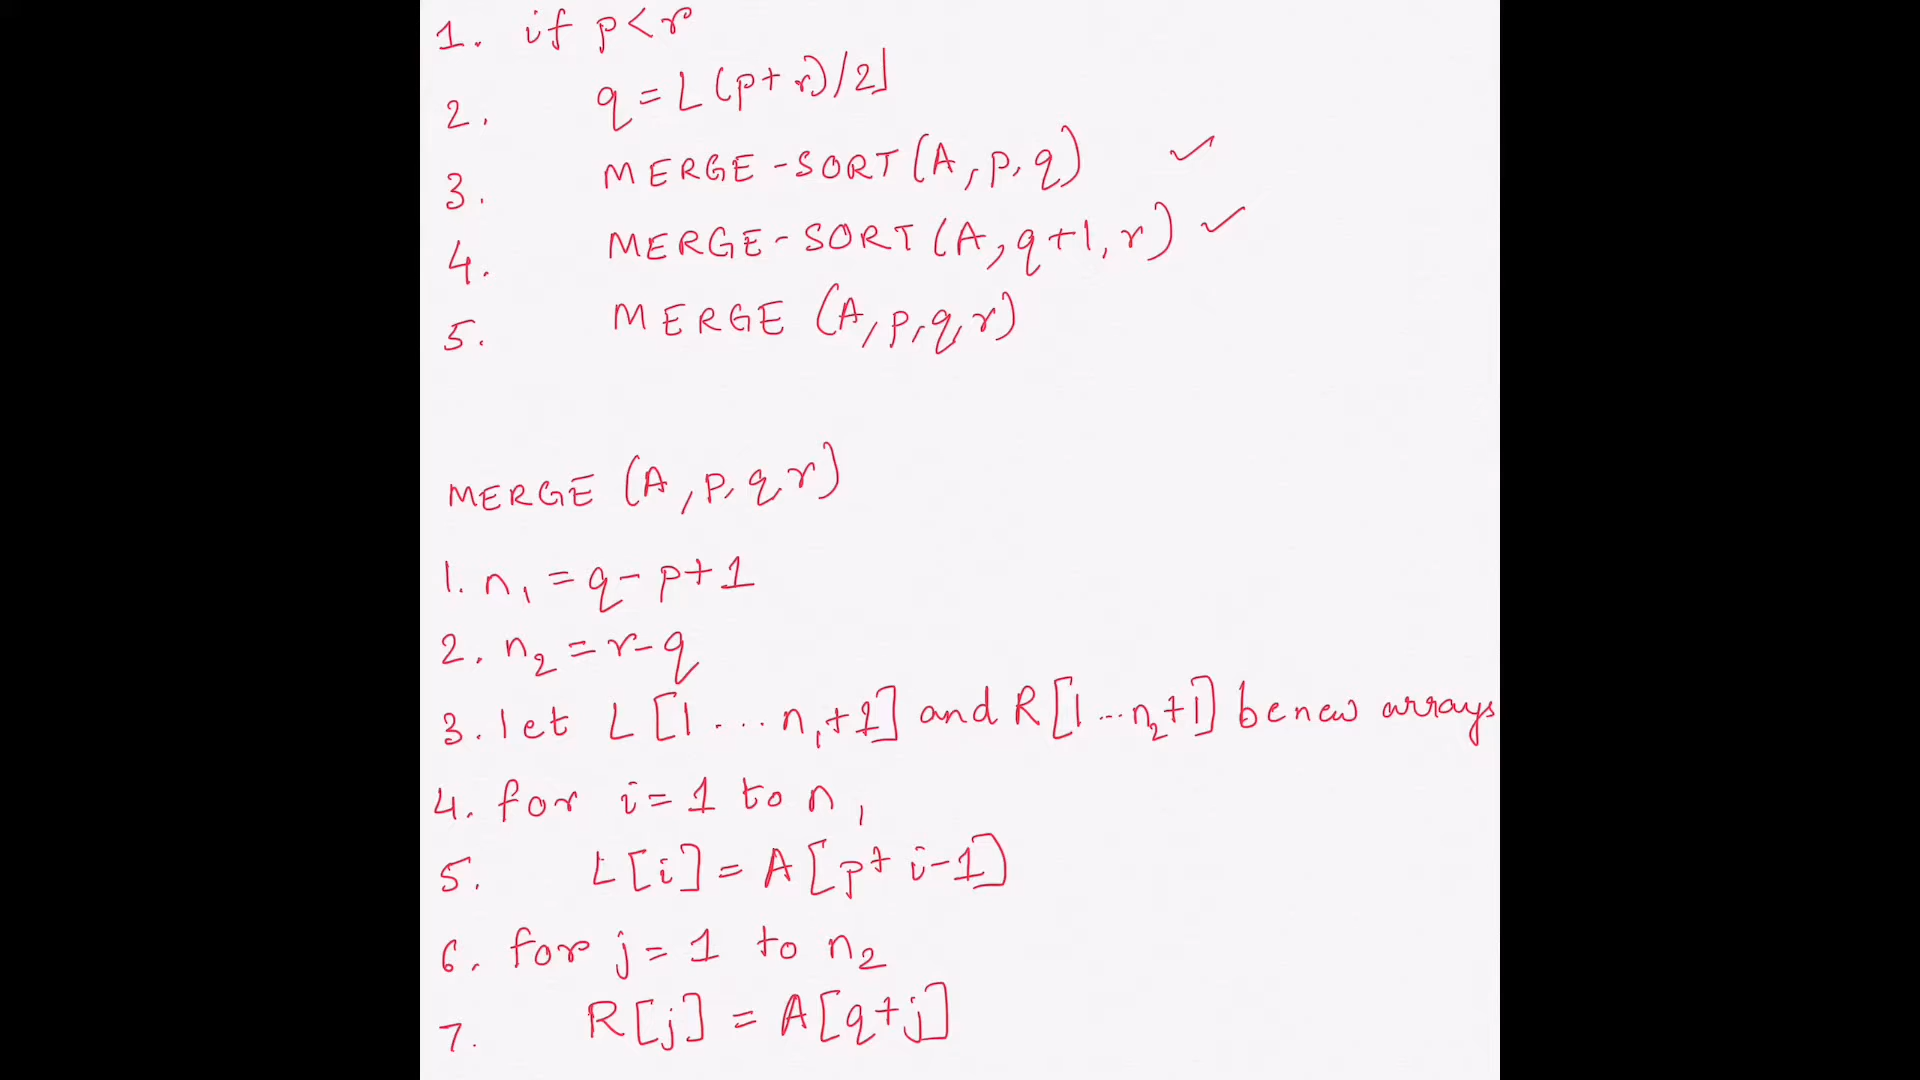 1. if p<r
2. q = ⌊(p+r)/2⌋
3. MERGE-SORT(A, p, q) ✓
4. MERGE-SORT(A, q+1, r) ✓
5. MERGE (A, p, q, r)
MERGE (A, p, q, r)
1. n₁ = q-p+1
2. n₂ = r-q
3. let L[1...n₁+1] and R[1...n₂+1] be new arrays
4. for i=1 to n₁
5. L[i] = A[p+i-1]
6. for j=1 to n₂
7. R[j] = A[q+j]